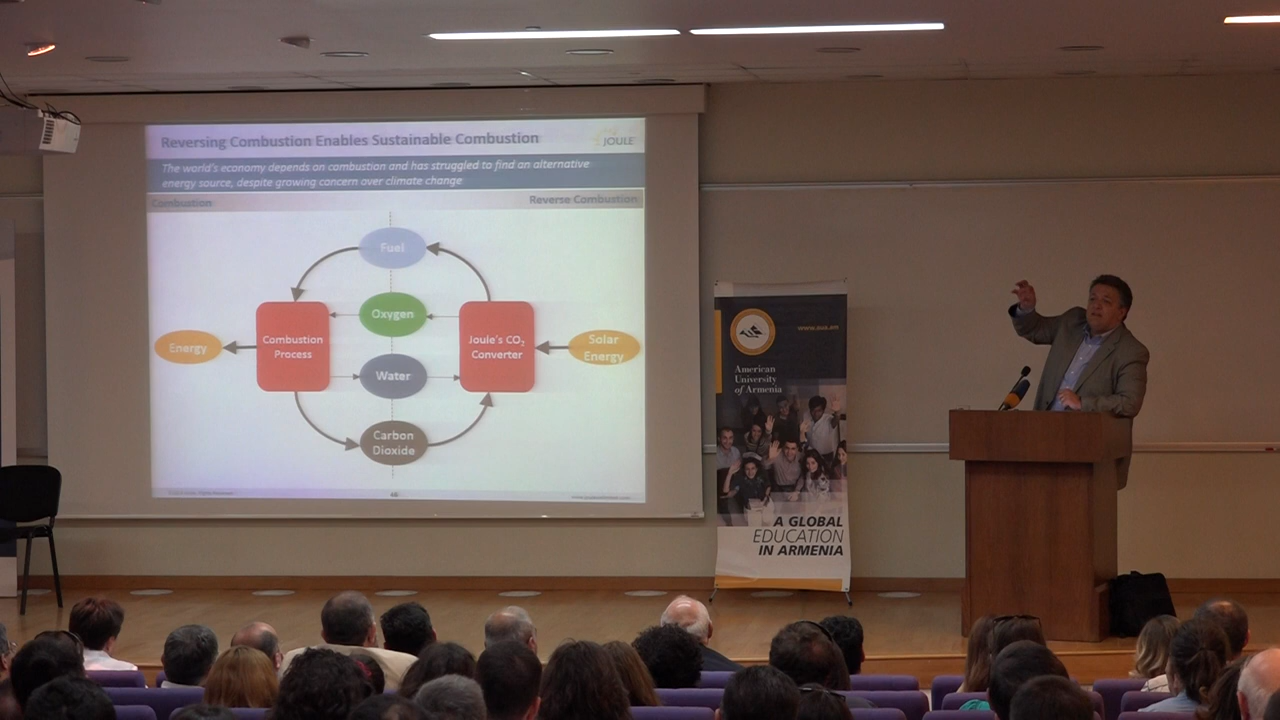 Reversing Combustion Enables Sustainable Combustion
JOULE
The world's economy depends on combustion and has struggled to find an alternative
energy source, despite growing concern over climate change
Combustion
Reverse Combustion
Fuel
Oxygen
Combustion
Process
Joule's CO₂
Converter
Energy
Solar
Energy
Water
Carbon
Dioxide
www.aua.am
American
University
of Armenia
A GLOBAL
EDUCATION
IN ARMENIA